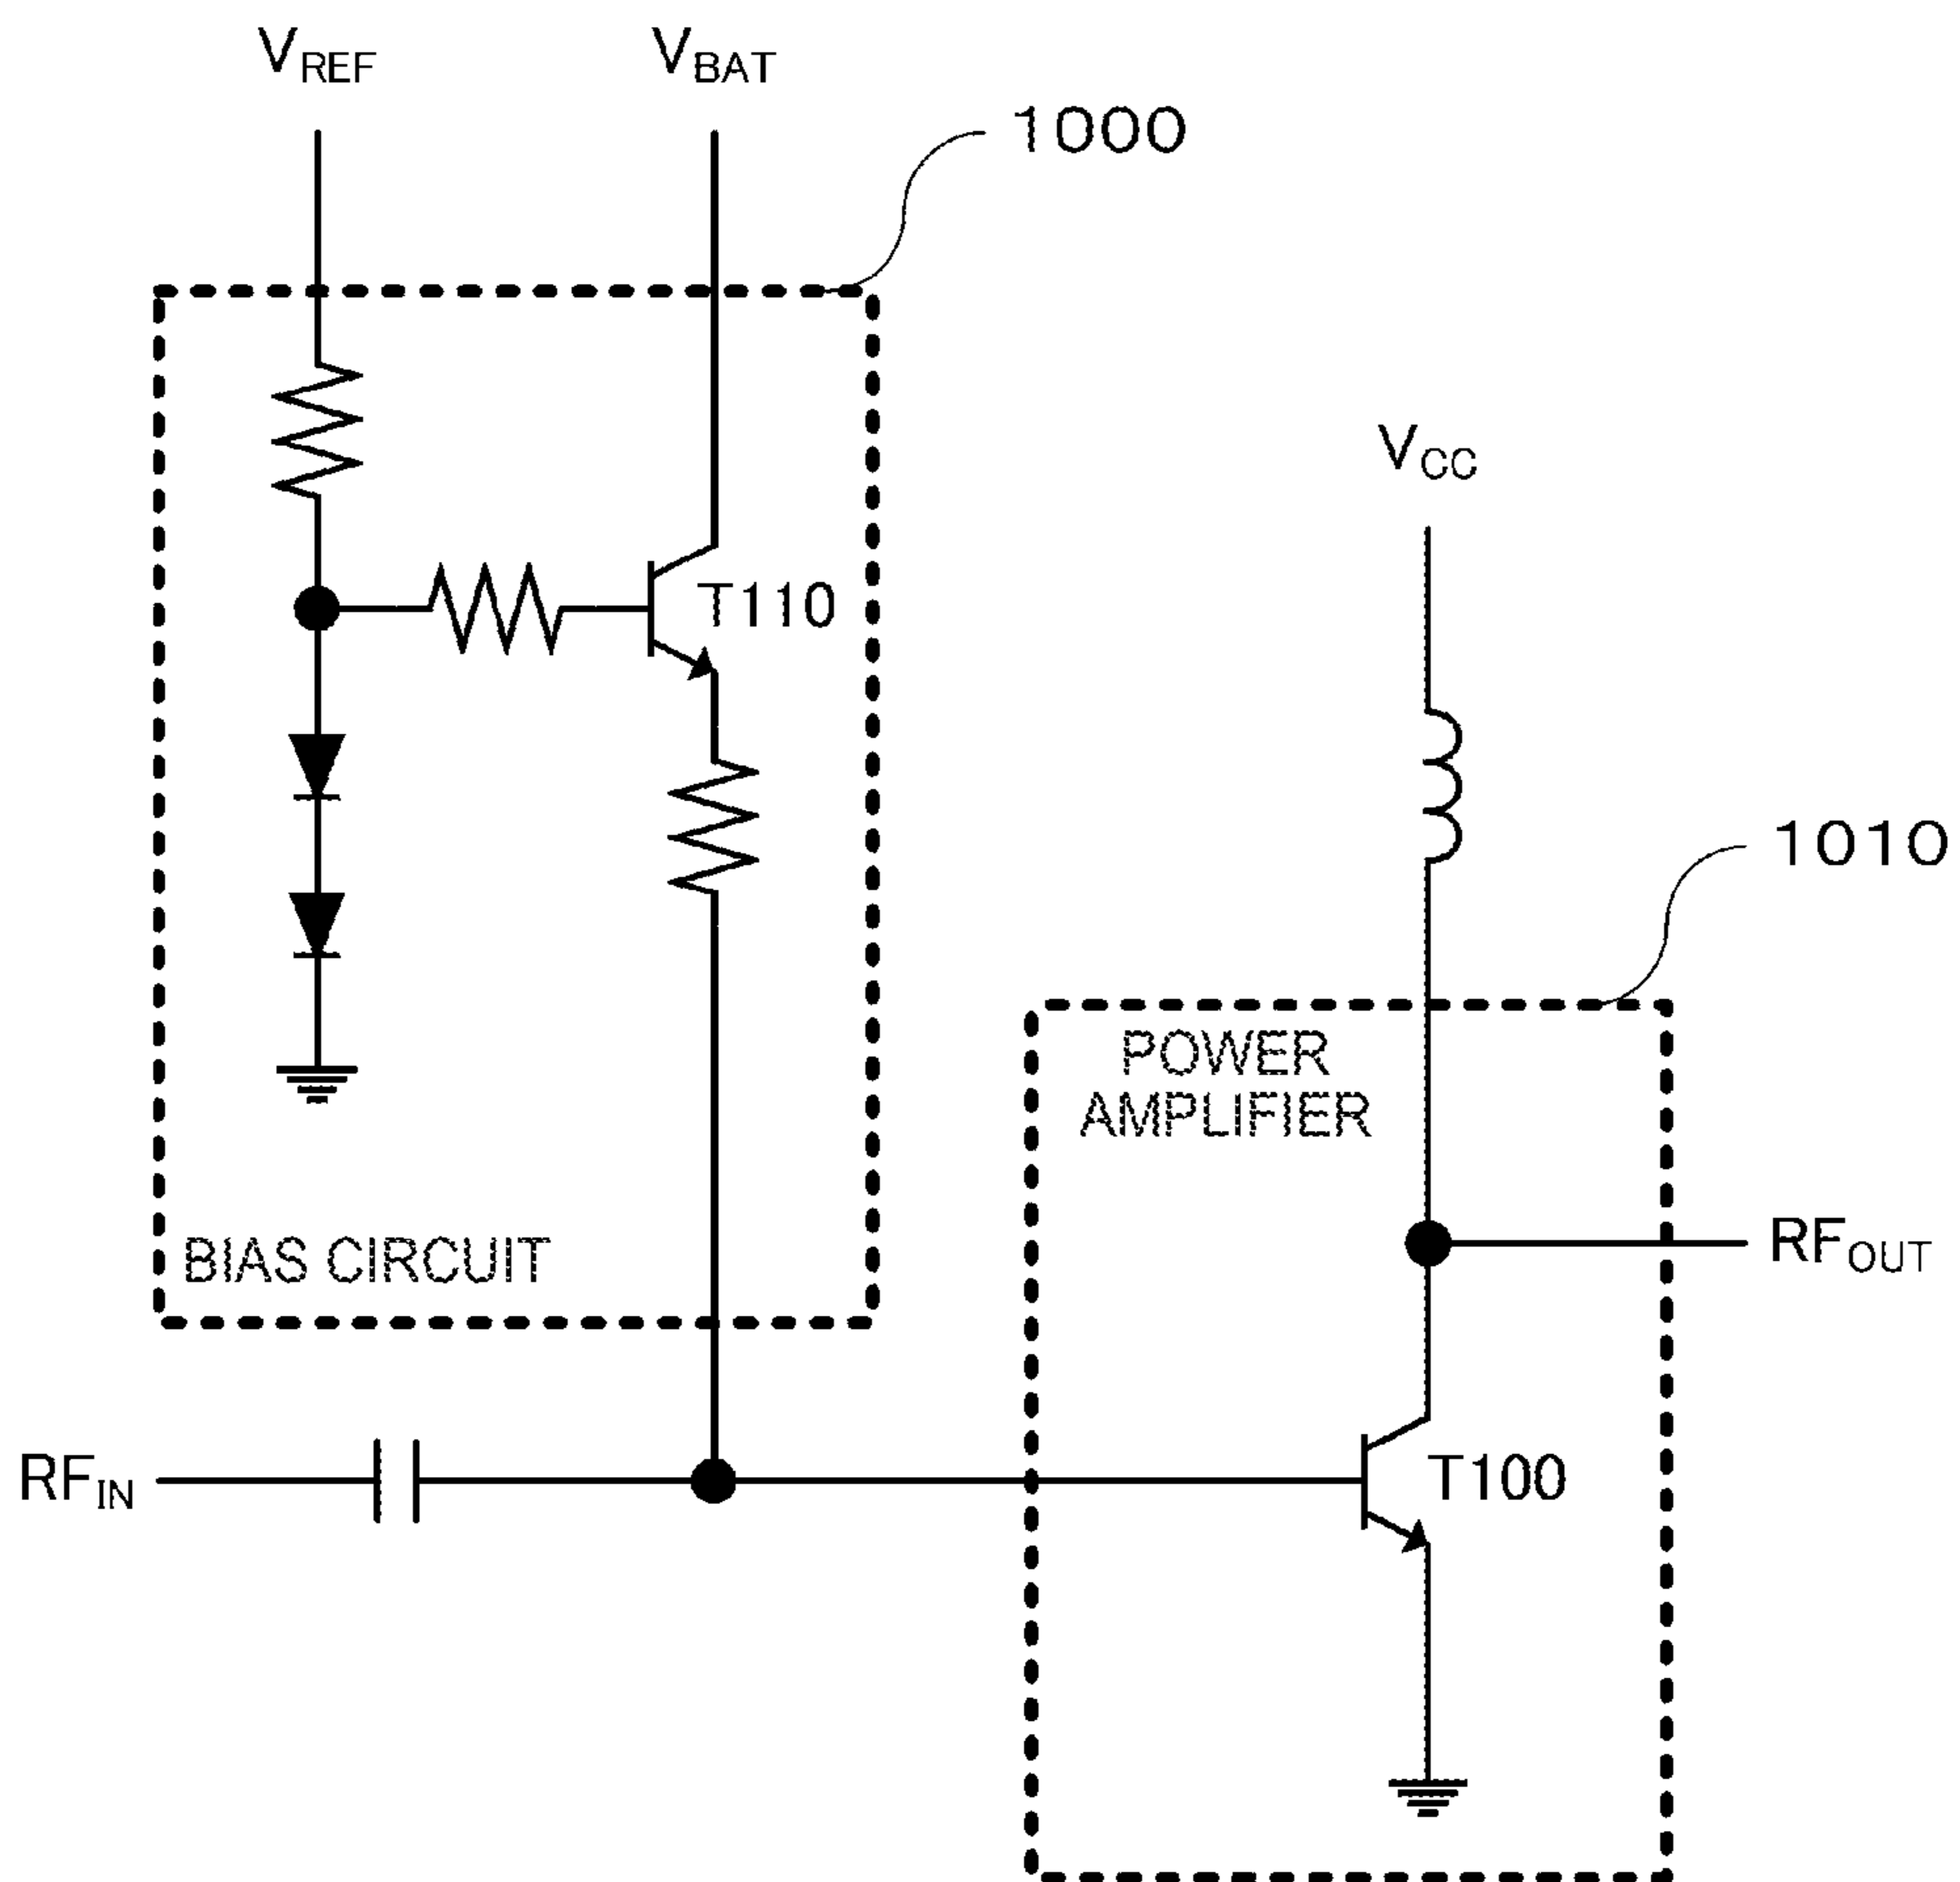 VREF
VBAT
1000
T110
VCC
1010
POWER
AMPLIFIER
RFOUT
BIAS CIRCUIT
RFIN
T100